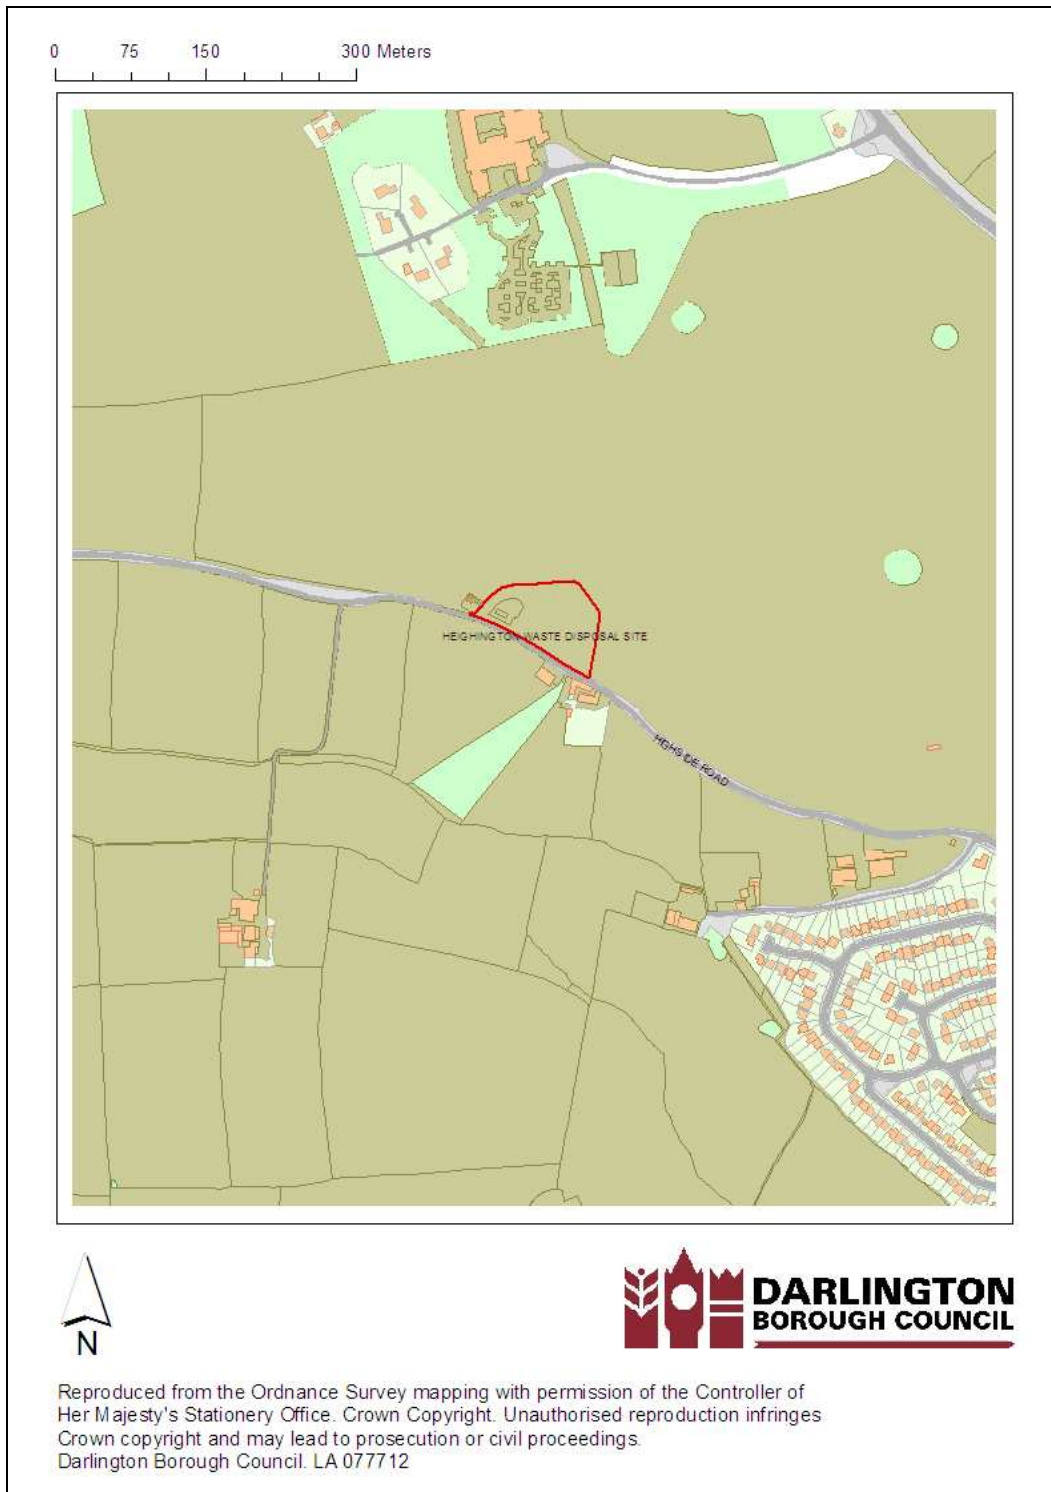 0 75 150 300 Meters
HEIGHINGTON WASTE DISPOSAL SITE
HIGHSIDE ROAD
N
DARLINGTON
BOROUGH COUNCIL
Reproduced from the Ordnance Survey mapping with permission of the Controller of
Her Majesty's Stationery Office. Crown Copyright. Unauthorised reproduction infringes
Crown copyright and may lead to prosecution or civil proceedings.
Darlington Borough Council. LA 077712